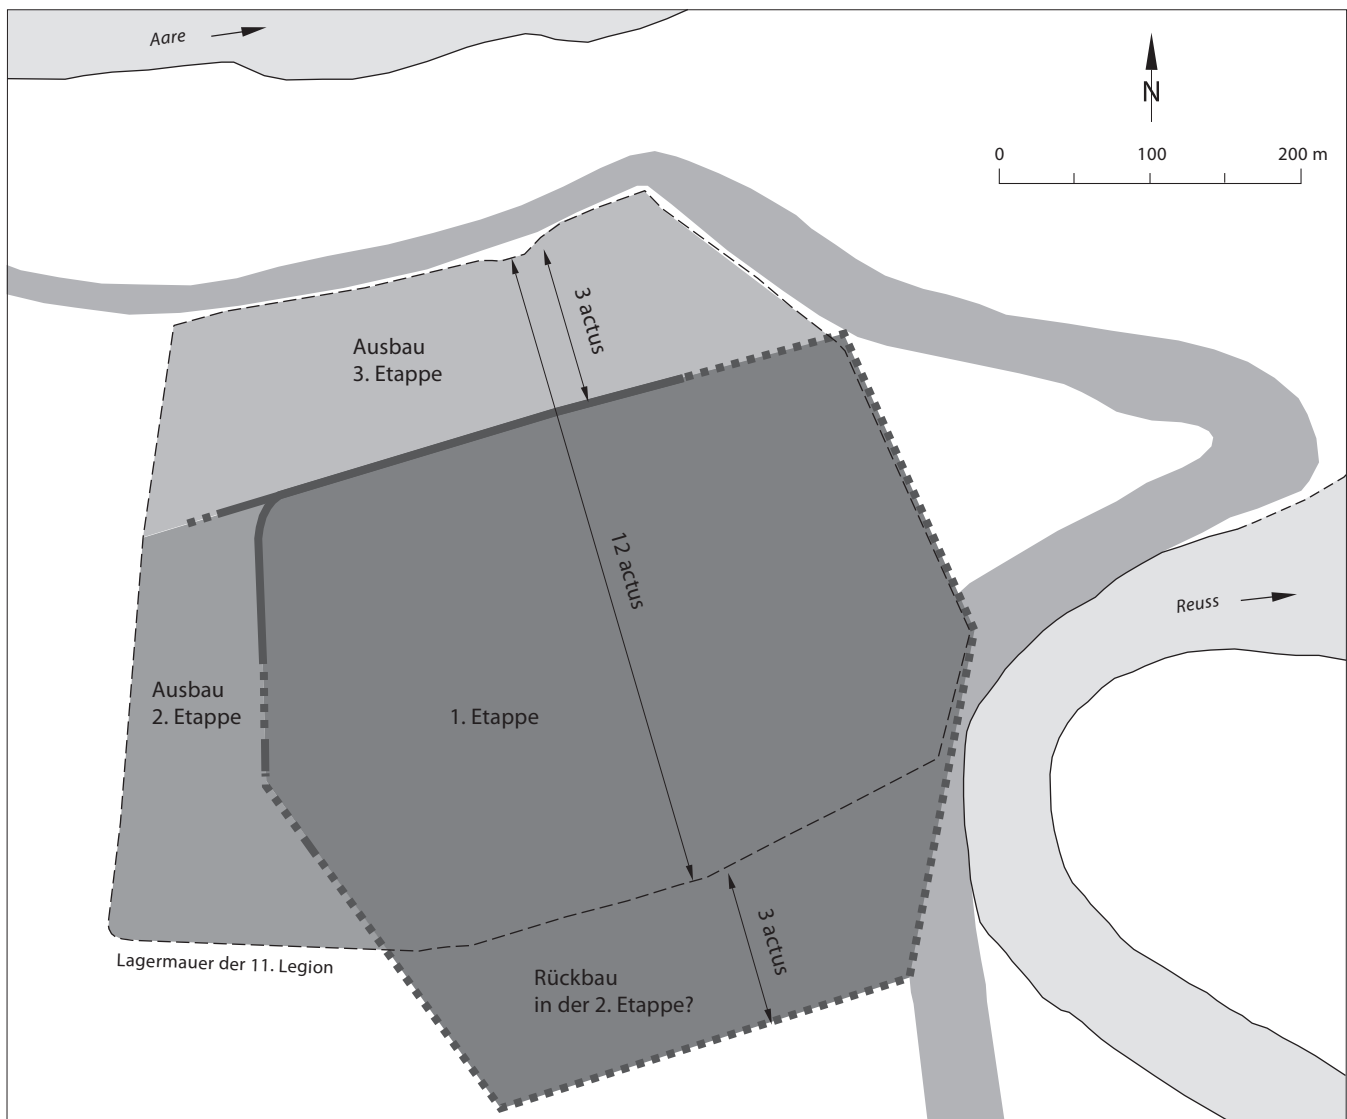 Aare
N
0 100 200 m
3 actus
Ausbau
3. Etappe
12 actus
Reuss
Ausbau
2. Etappe
1. Etappe
3 actus
Lagermauer der 11. Legion
Rückbau
in der 2. Etappe?